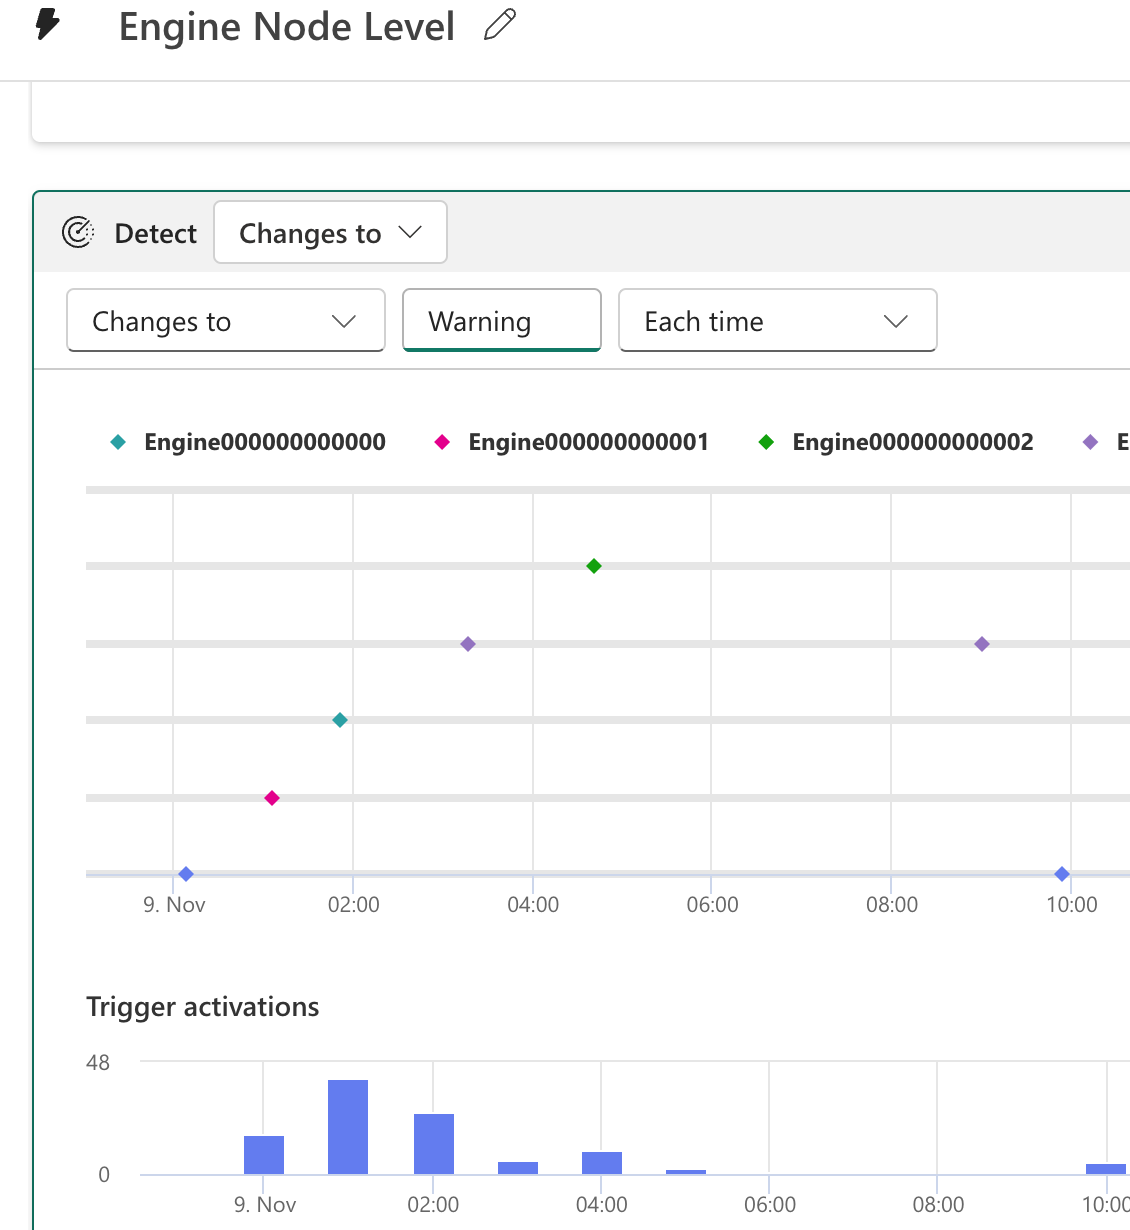 Engine Node Level
Detect Changes to
Changes to Warning Each time
Engine000000000000 Engine000000000001 Engine000000000002 E
9. Nov 02:00 04:00 06:00 08:00 10:00
Trigger activations
48
0
9. Nov 02:00 04:00 06:00 08:00 10:00